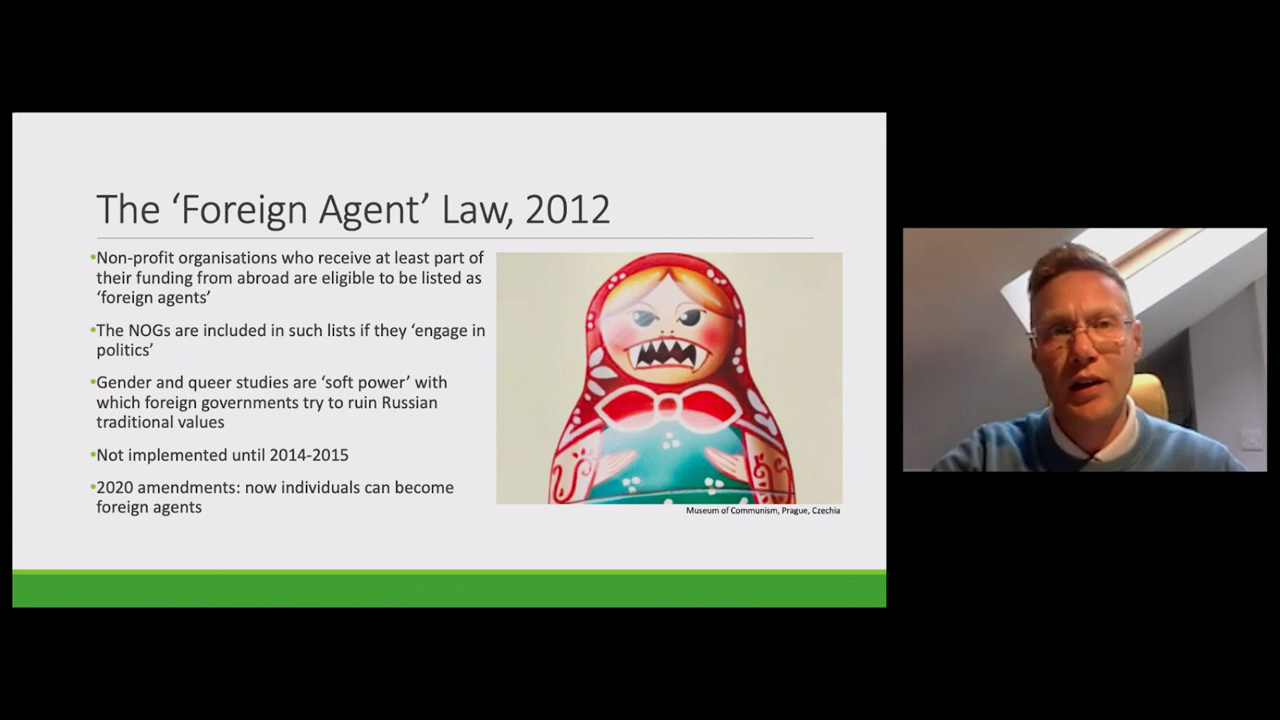 The ‘Foreign Agent’ Law, 2012
•Non-profit organisations who receive at least part of
their funding from abroad are eligible to be listed as
‘foreign agents’
•The NOGs are included in such lists if they ‘engage in
politics’
•Gender and queer studies are ‘soft power’ with
which foreign governments try to ruin Russian
traditional values
•Not implemented until 2014-2015
•2020 amendments: now individuals can become
foreign agents
Museum of Communism, Prague, Czechia